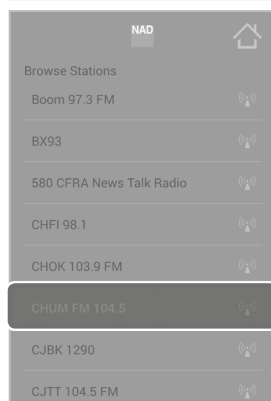 NAD
Browse Stations
Boom 97.3 FM
BX93
580 CFRA News Talk Radio
CHFI 98.1
CHOK 103.9 FM
CHUM FM 104.5
CJBK 1290
CJTT 104.5 FM